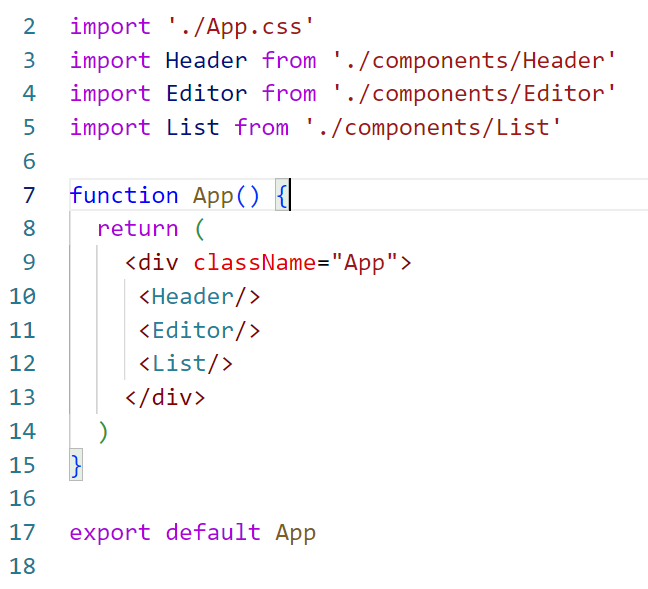 2 import './App.css'
3 import Header from './components/Header'
4 import Editor from './components/Editor'
5 import List from './components/List'
6
7 function App() {
8   return (
9     <div className="App">
10      <Header/>
11      <Editor/>
12      <List/>
13     </div>
14   )
15 }
16
17 export default App
18